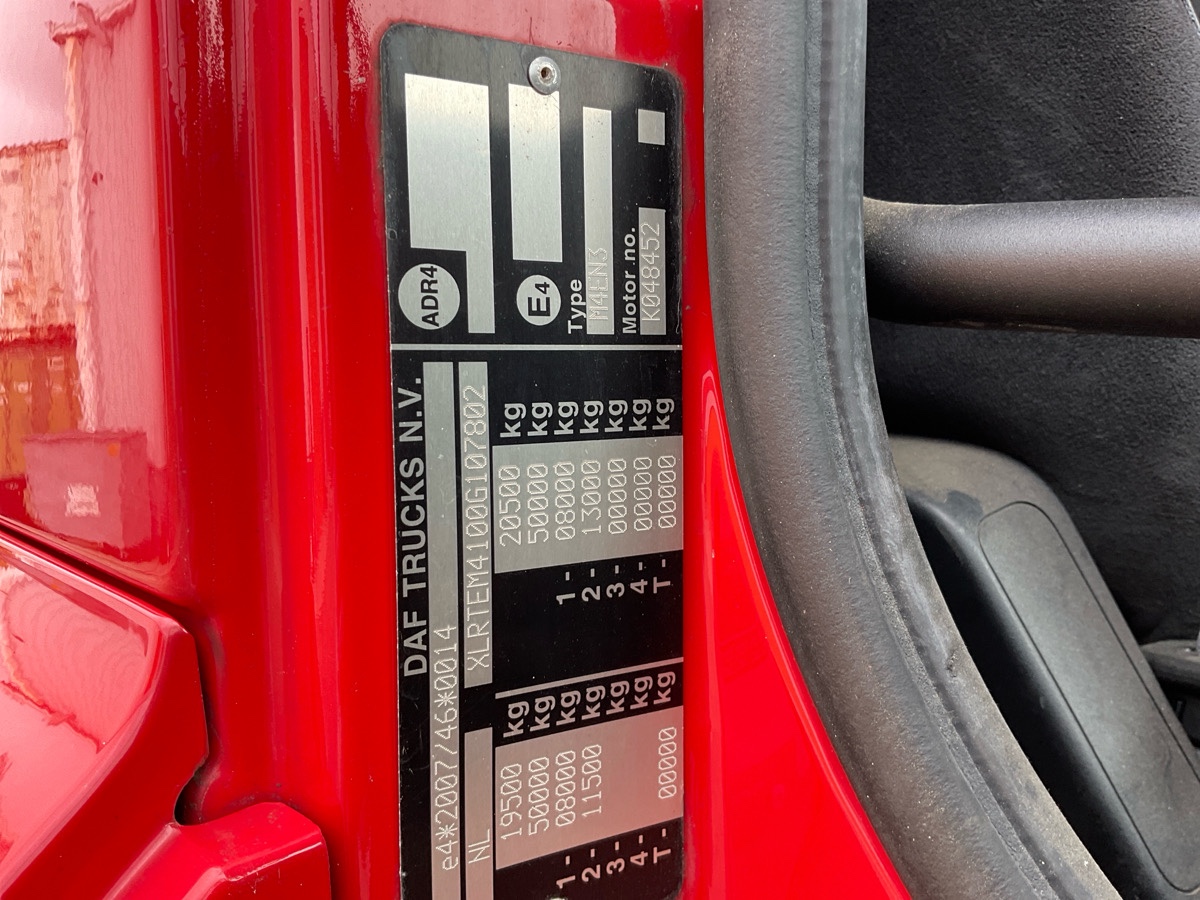 DAF TRUCKS N.V. ADR4
e4*2007/46*0014
NL XLRTEM4100G107802
19500 kg 20500 kg E4
50000 kg 50000 kg
1- 08000 kg 1- 08000 kg Type M4EN3
2- 11500 kg 2- 13000 kg
3- kg 3- 00000 kg Motor.no. K048452
4- kg 4- 00000 kg
T- 00000 kg T- 00000 kg